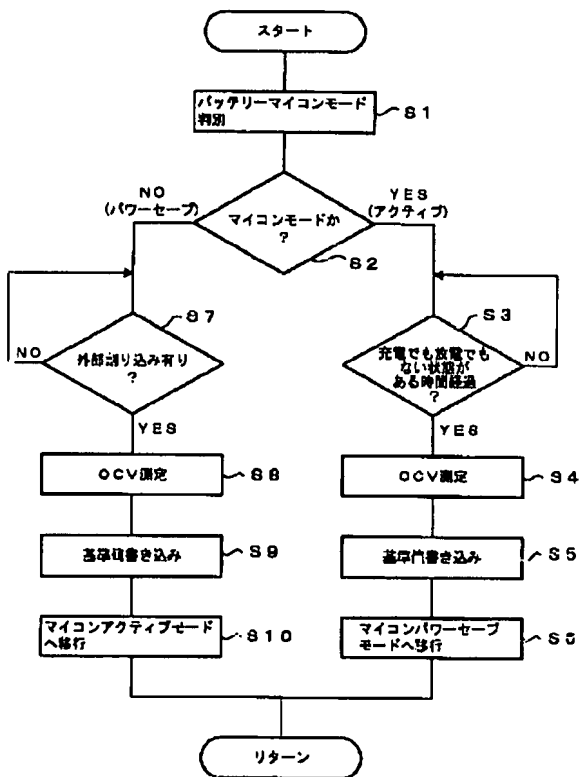 スタート
バッテリーマイコンモード
判別
S1
NO
(パワーセーブ)
YES
(アクティブ)
マイコンモードか
?
S2
S7
外部割り込み有り
?
NO
YES
S3
充電でも放電でも
ない状態が
ある時間経過
?
NO
YES
OCV測定
S8
OCV測定
S4
基準値書き込み
S9
基準値書き込み
S5
マイコンアクティブモード
へ移行
S10
マイコンパワーセーブ
モードへ移行
S6
リターン